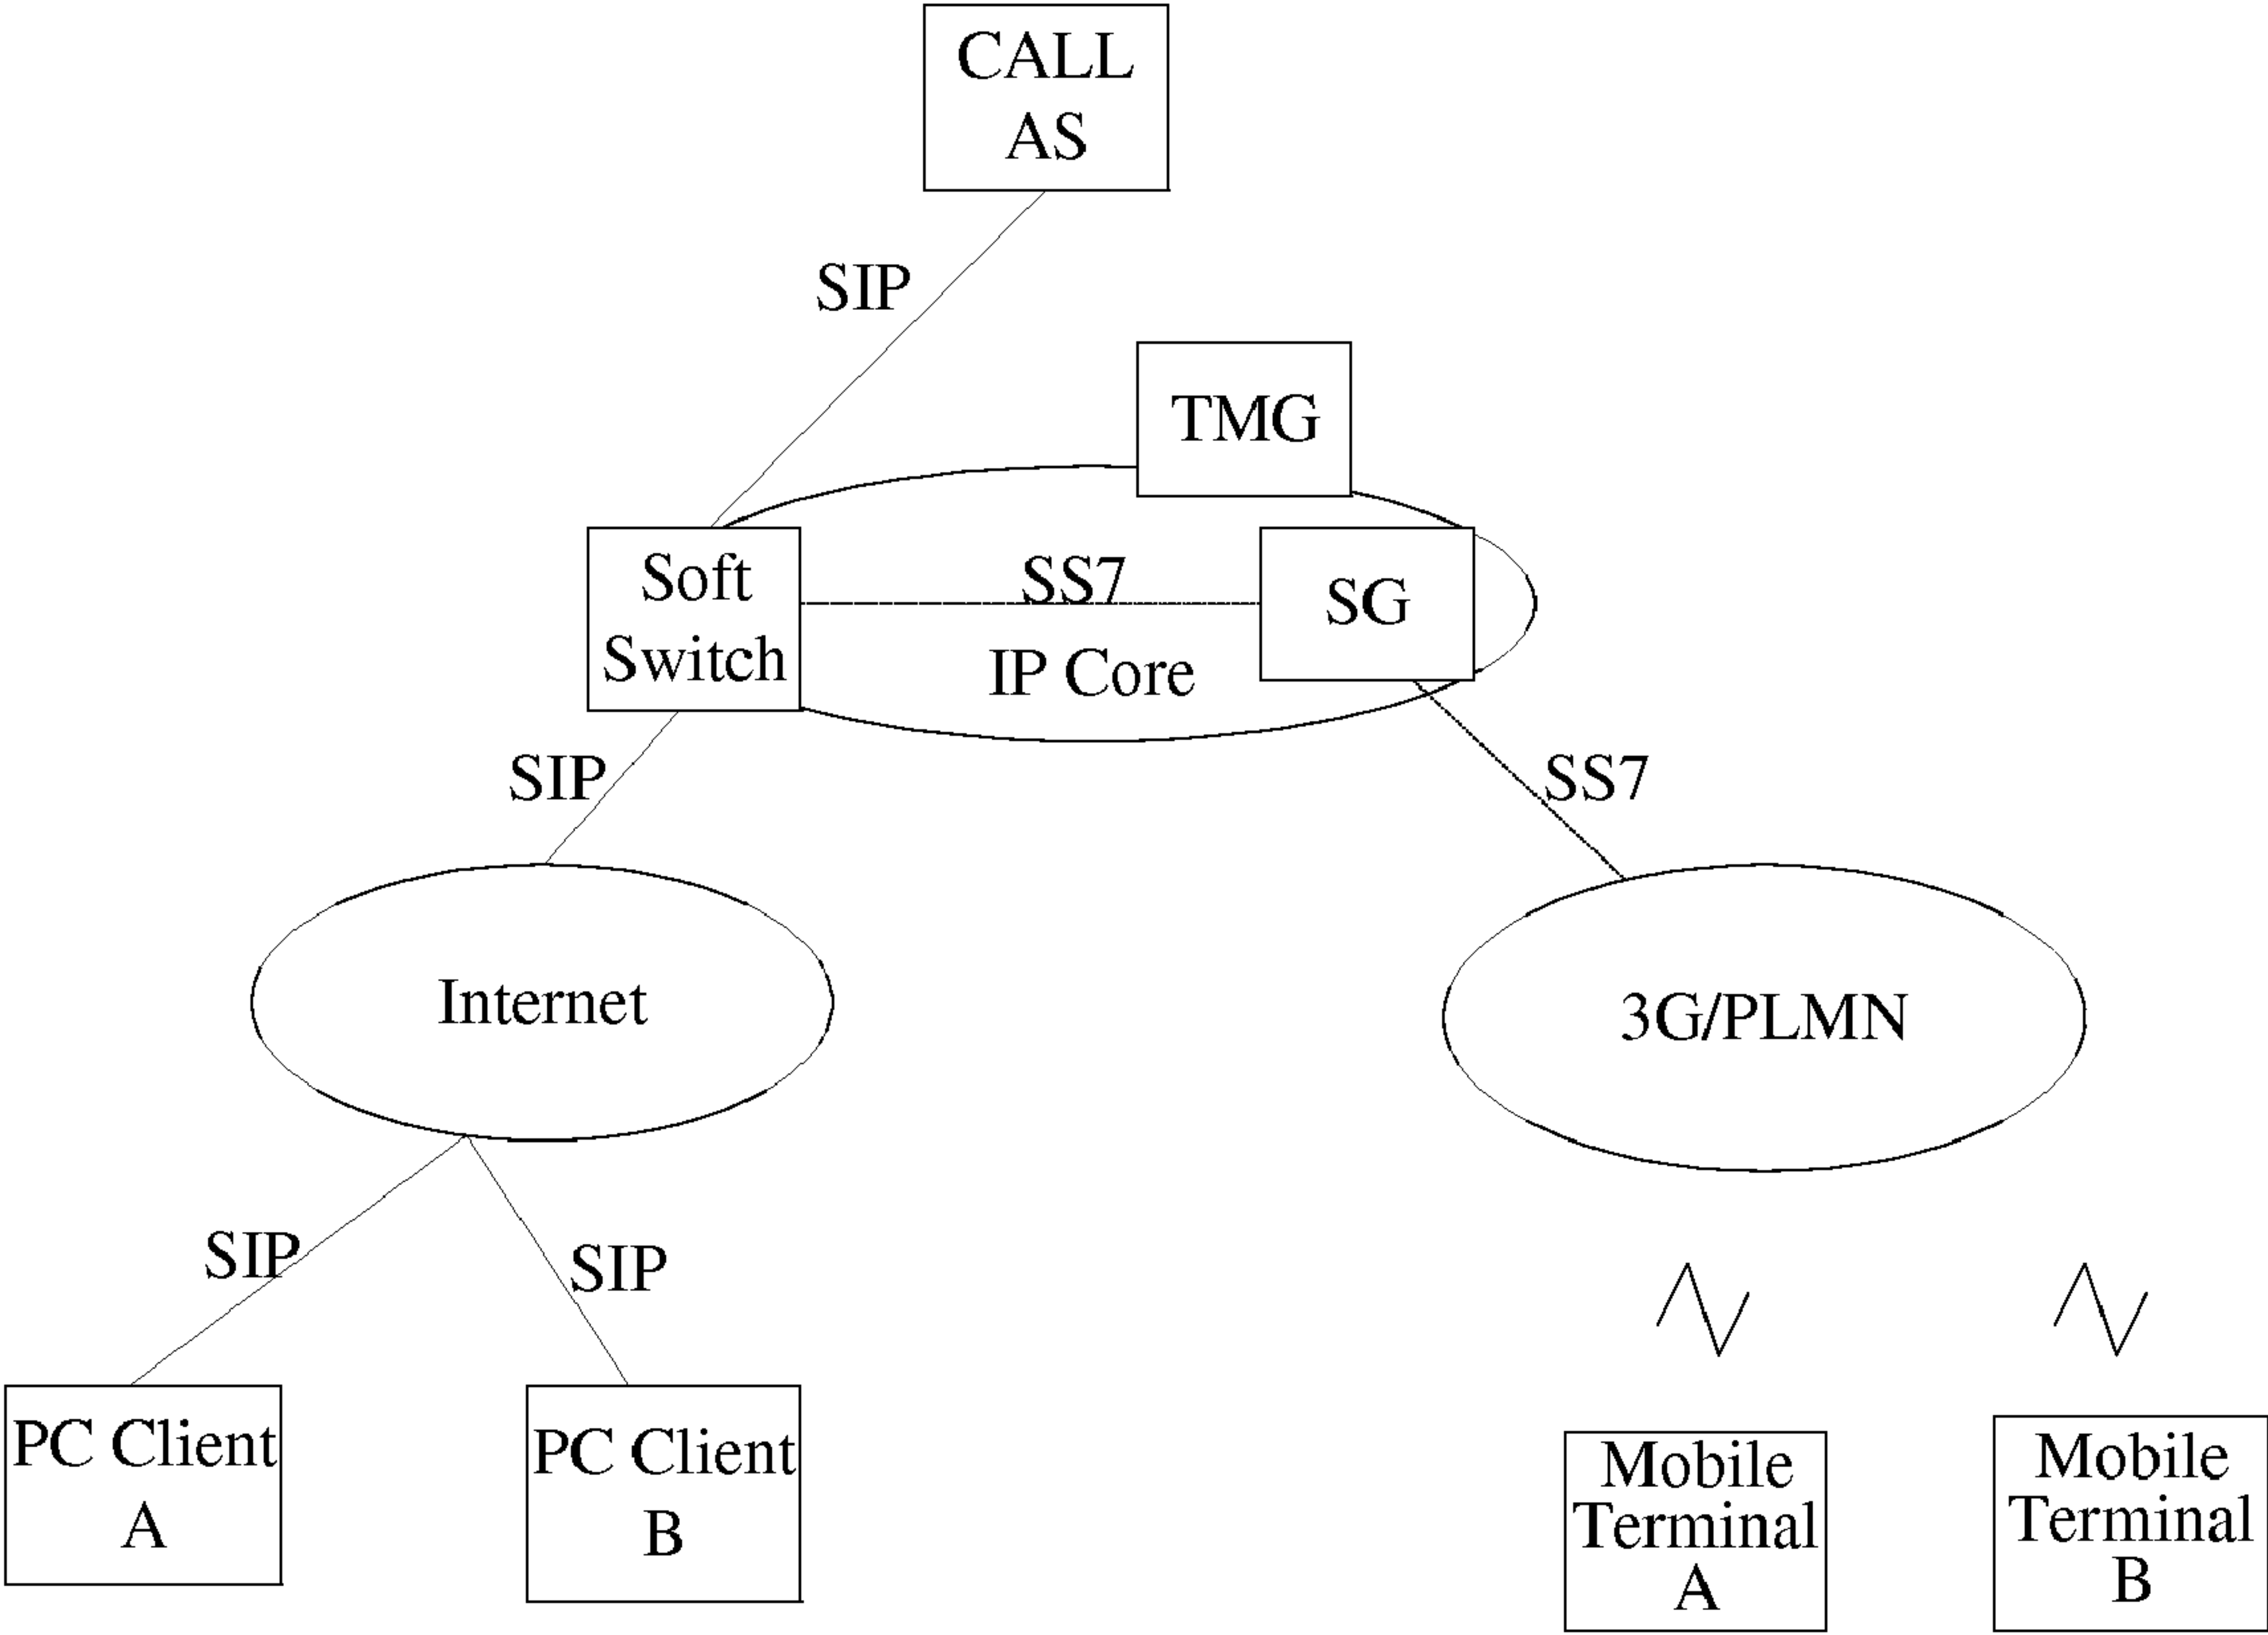 CALL
AS
SIP
TMG
Soft
Switch
SS7
SG
IP Core
SIP
SS7
Internet
3G/PLMN
SIP
SIP
PC Client
A
PC Client
B
Mobile
Terminal
A
Mobile
Terminal
B